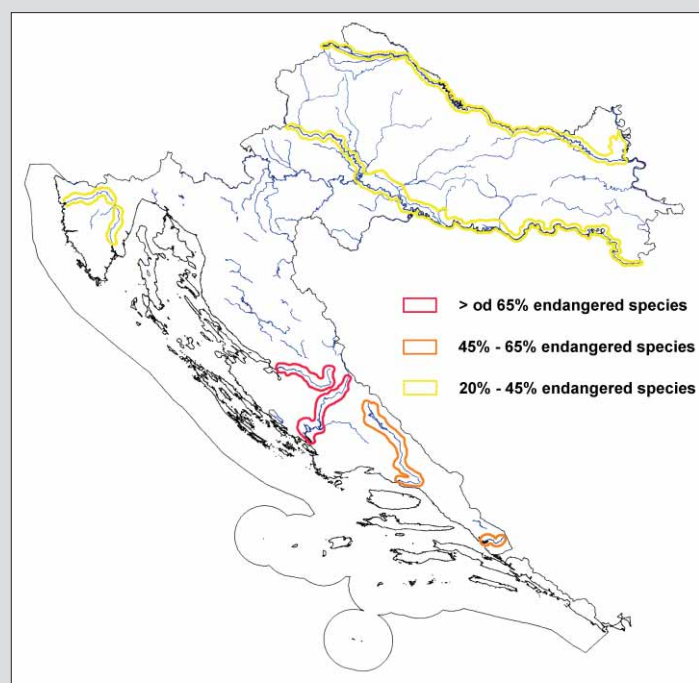 > od 65% endangered species
45% - 65% endangered species
20% - 45% endangered species